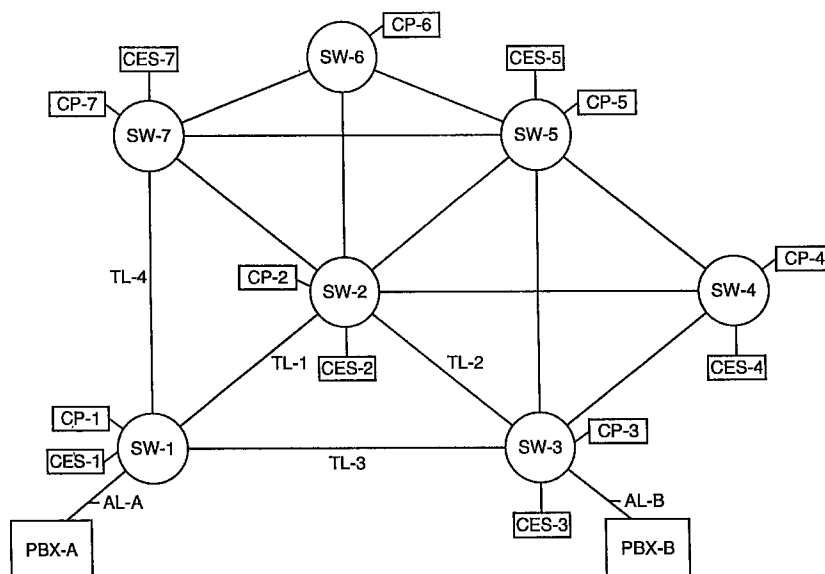 CP-6
SW-6
CES-7
CES-5
CP-7
CP-5
SW-7
SW-5
CP-4
TL-4
CP-2
SW-2
SW-4
TL-1
CES-2
TL-2
CES-4
CP-1
CP-3
SW-1
SW-3
CES-1
TL-3
AL-A
AL-B
CES-3
PBX-A
PBX-B